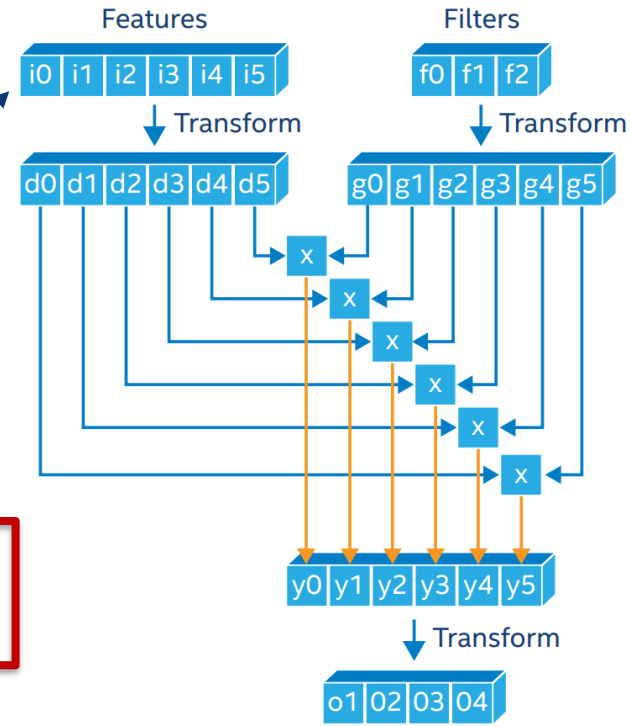 Features Filters
i0 i1 i2 i3 i4 i5 f0 f1 f2
Transform Transform
d0 d1 d2 d3 d4 d5 g0 g1 g2 g3 g4 g5
x
x
x
x
x
x
y0 y1 y2 y3 y4 y5
Transform
o1 02 03 04